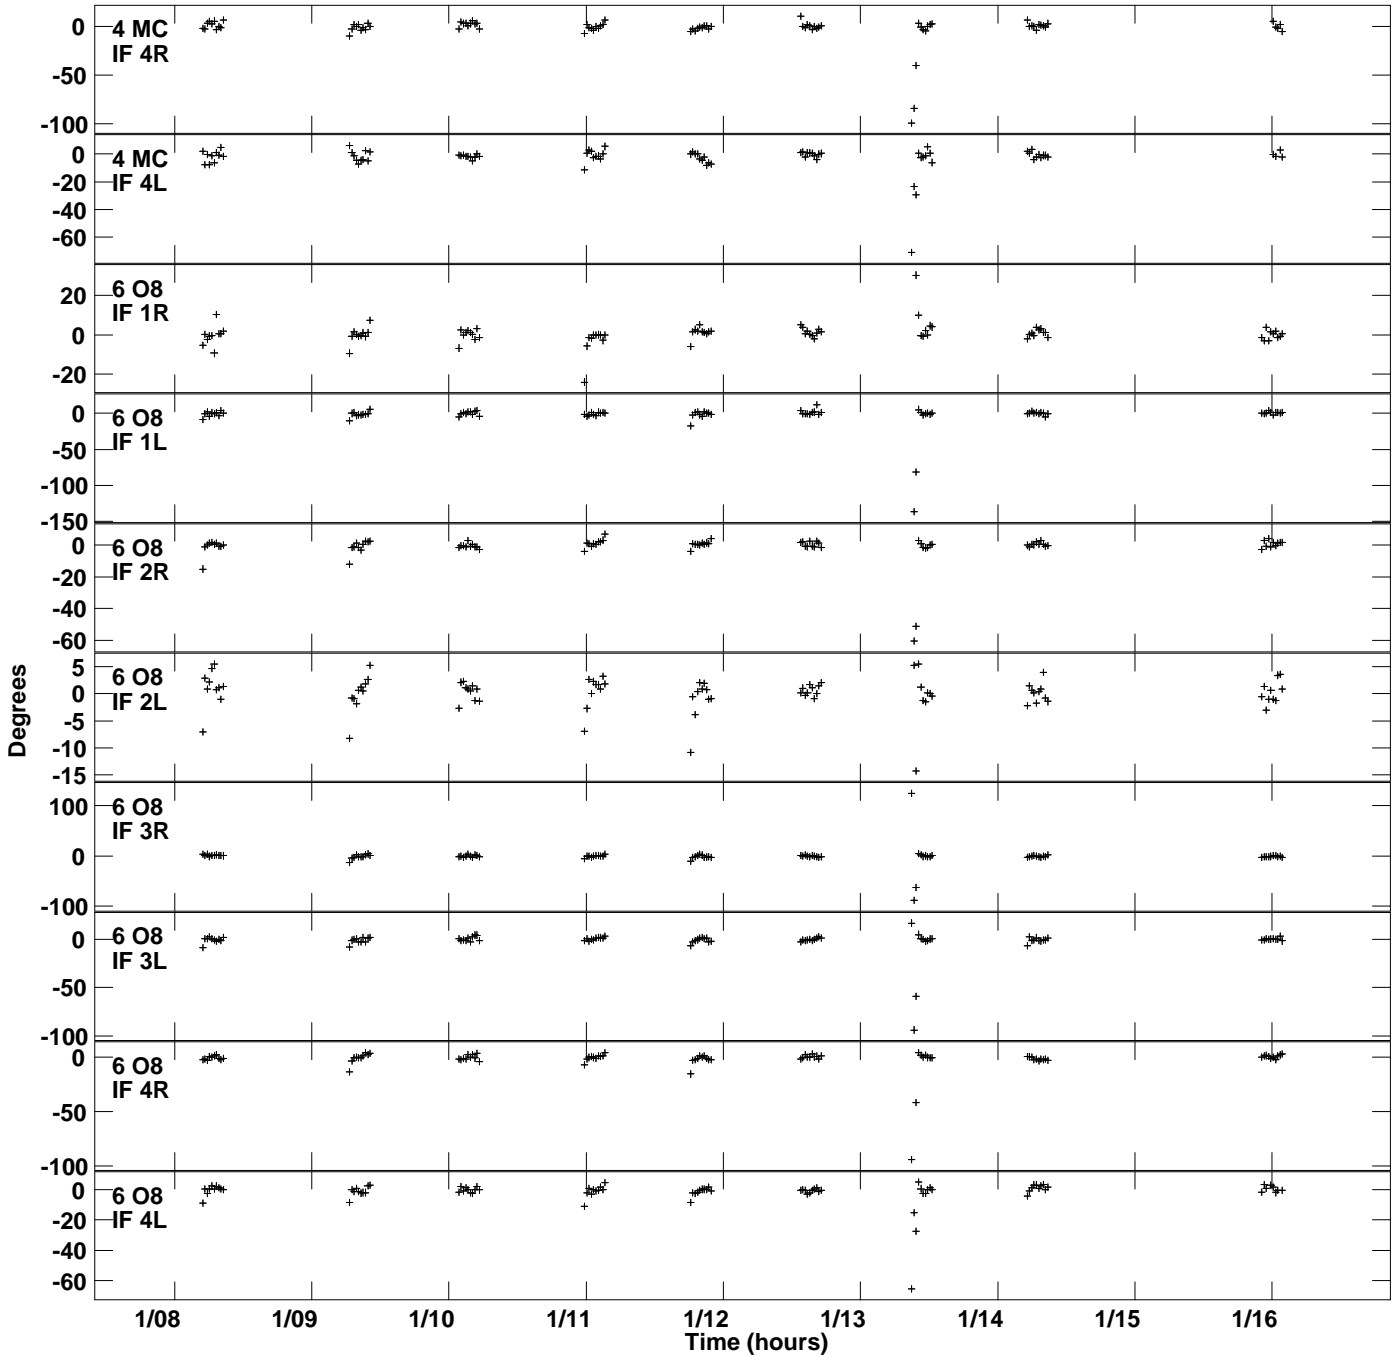 4 MC
IF 4R
0
-50
-100
4 MC
IF 4L
0
-20
-40
-60
6 O8
IF 1R
20
0
-20
6 O8
IF 1L
0
-50
-100
-150
6 O8
IF 2R
0
-20
-40
-60
6 O8
IF 2L
5
0
-5
-10
-15
6 O8
IF 3R
100
0
-100
6 O8
IF 3L
0
-50
-100
6 O8
IF 4R
0
-50
-100
6 O8
IF 4L
0
-20
-40
-60
Degrees
1/08 1/09 1/10 1/11 1/12 1/13 1/14 1/15 1/16
Time (hours)